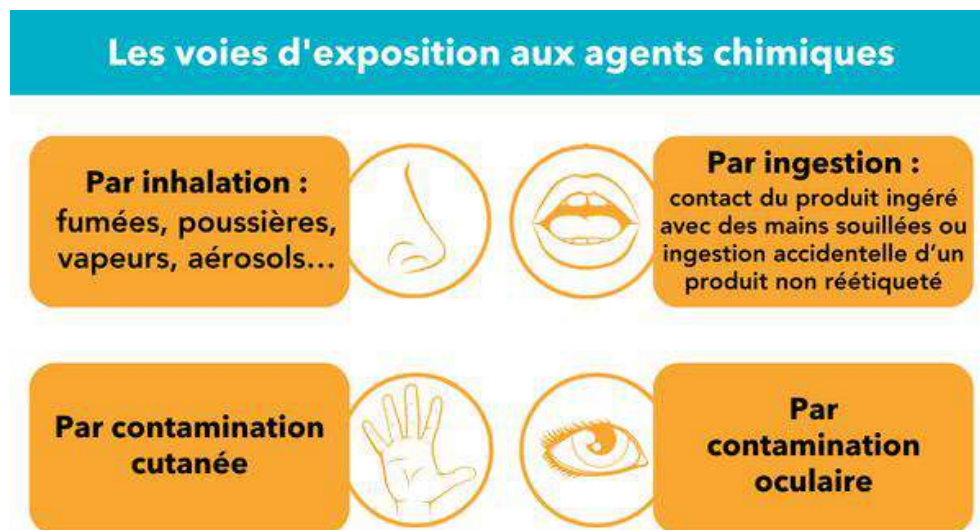 Les voies d'exposition aux agents chimiques
Par inhalation :
fumées, poussières,
vapeurs, aérosols...
Par ingestion :
contact du produit ingéré
avec des mains souillées ou
ingestion accidentelle d'un
produit non réétiqueté
Par contamination
cutanée
Par
contamination
oculaire